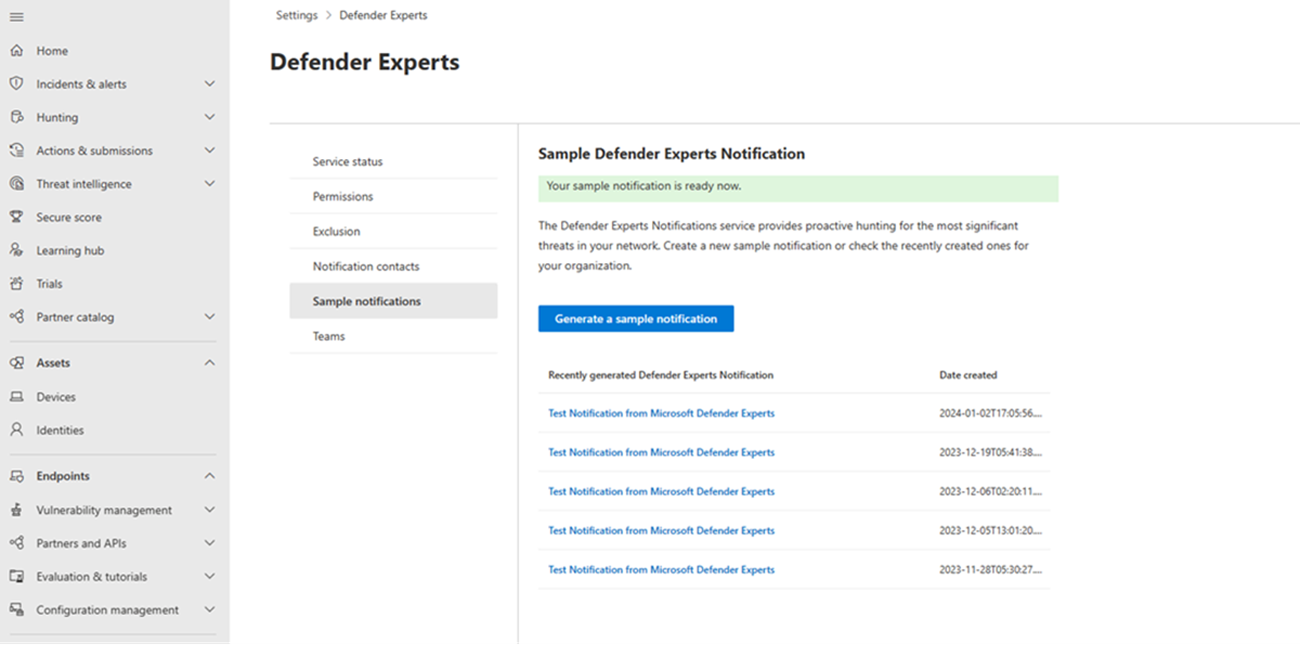 Home
Incidents & alerts
Hunting
Actions & submissions
Threat intelligence
Secure score
Learning hub
Trials
Partner catalog
Assets
Devices
Identities
Endpoints
Vulnerability management
Partners and APIs
Evaluation & tutorials
Configuration management
Settings > Defender Experts
Defender Experts
Service status
Permissions
Exclusion
Notification contacts
Sample notifications
Teams
Sample Defender Experts Notification
Your sample notification is ready now.
The Defender Experts Notifications service provides proactive hunting for the most significant
threats in your network. Create a new sample notification or check the recently created ones for
your organization.
Generate a sample notification
Recently generated Defender Experts Notification Date created
Test Notification from Microsoft Defender Experts 2024-01-02T17:05:56....
Test Notification from Microsoft Defender Experts 2023-12-19T05:41:38....
Test Notification from Microsoft Defender Experts 2023-12-06T02:20:11....
Test Notification from Microsoft Defender Experts 2023-12-05T13:01:20....
Test Notification from Microsoft Defender Experts 2023-11-28T05:30:27....